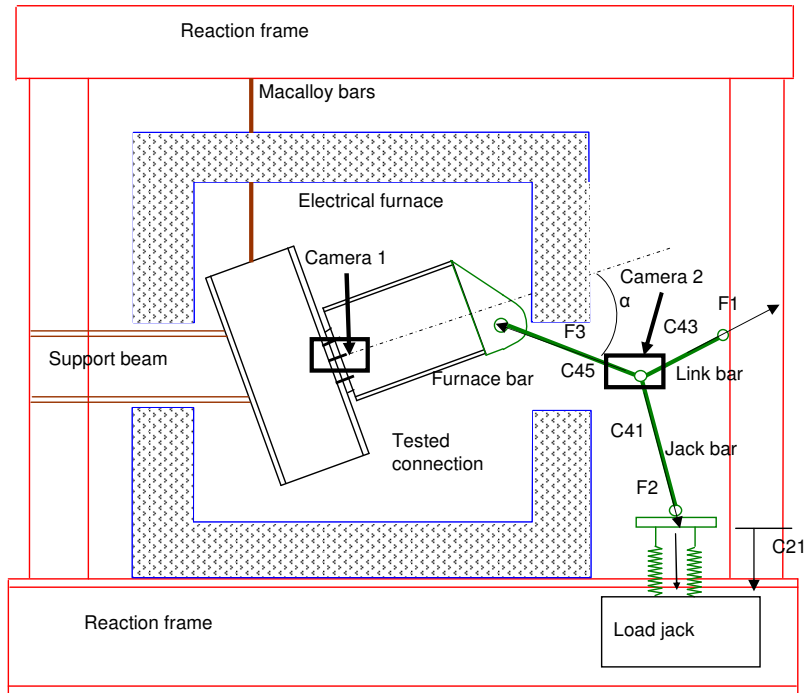 Reaction frame
Macalloy bars
Electrical furnace
Camera 1
Camera 2
α
F1
F3
C43
Support beam
C45
Link bar
Furnace bar
C41
Tested
connection
Jack bar
F2
C21
Reaction frame
Load jack